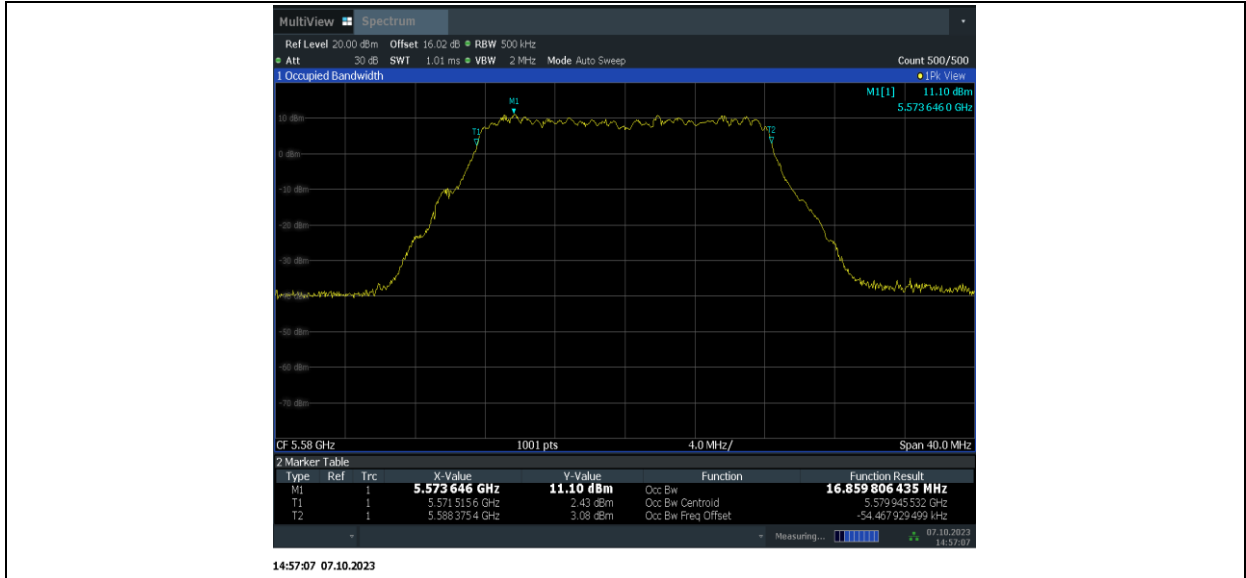 MultiView Spectrum
Ref Level 20.00 dBm Offset 16.02 dB RBW 500 kHz
Att 30 dB SWT 1.01 ms VBW 2 MHz Mode Auto Sweep Count 500/500
1 Occupied Bandwidth 1Pk View
M1[1] 11.10 dBm
5.573 646 0 GHz
M1
10 dBm
T1 T2
0 dBm
-10 dBm
-20 dBm
-30 dBm
-40 dBm
-50 dBm
-60 dBm
-70 dBm
CF 5.58 GHz 1001 pts 4.0 MHz/ Span 40.0 MHz
2 Marker Table
Type Ref Trc X-Value Y-Value Function Function Result
M1 1 5.573 646 GHz 11.10 dBm Occ Bw 16.859 806 435 MHz
T1 1 5.571 515 6 GHz 2.43 dBm Occ Bw Centroid 5.579 945 532 GHz
T2 1 5.588 375 4 GHz 3.08 dBm Occ Bw Freq Offset -54.467 929 499 kHz
Measuring... 07.10.2023
14:57:07
14:57:07 07.10.2023